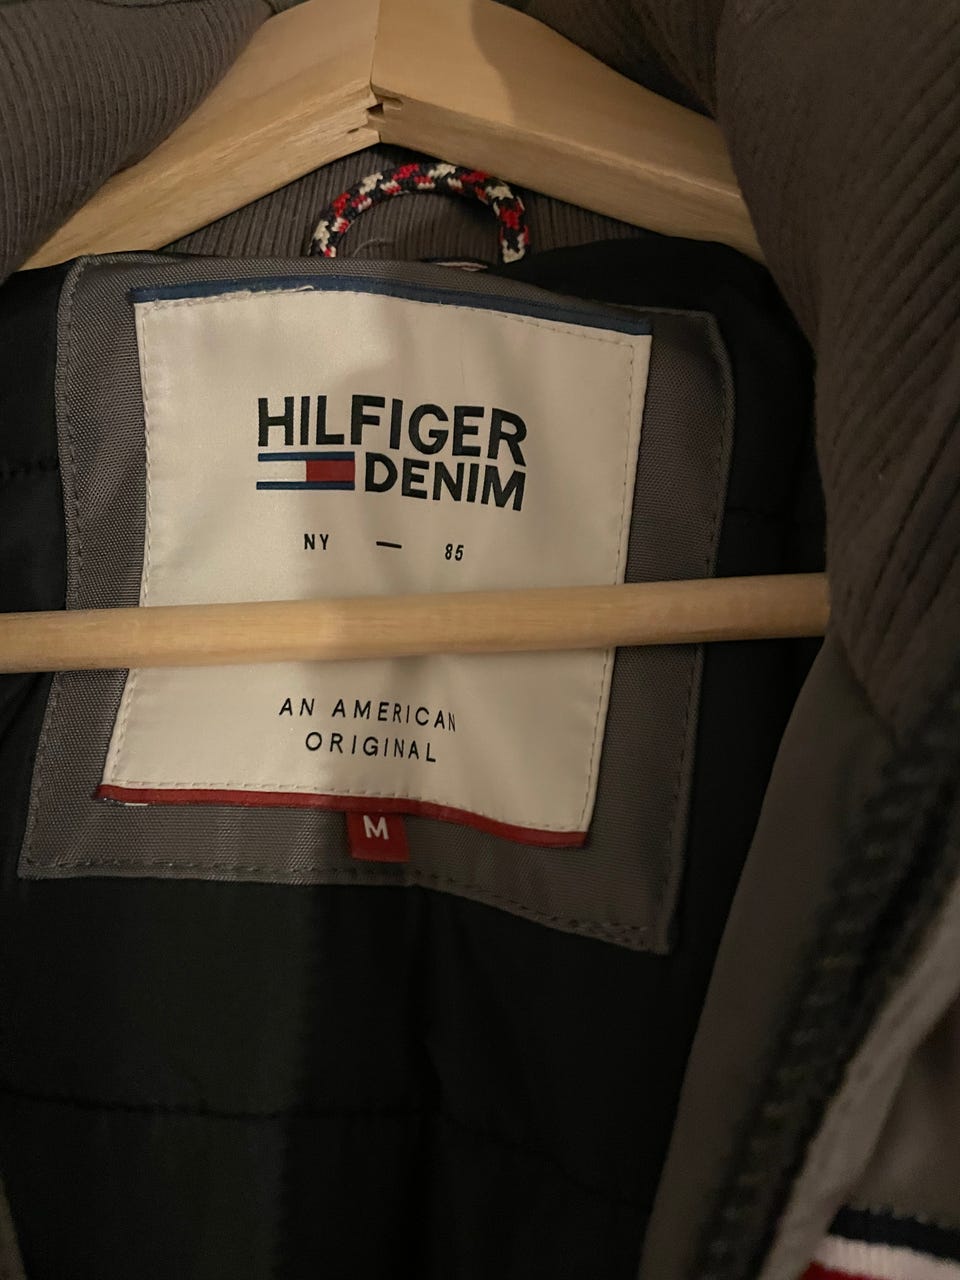 HILFIGER
DENIM
NY — 85
AN AMERICAN
ORIGINAL
M